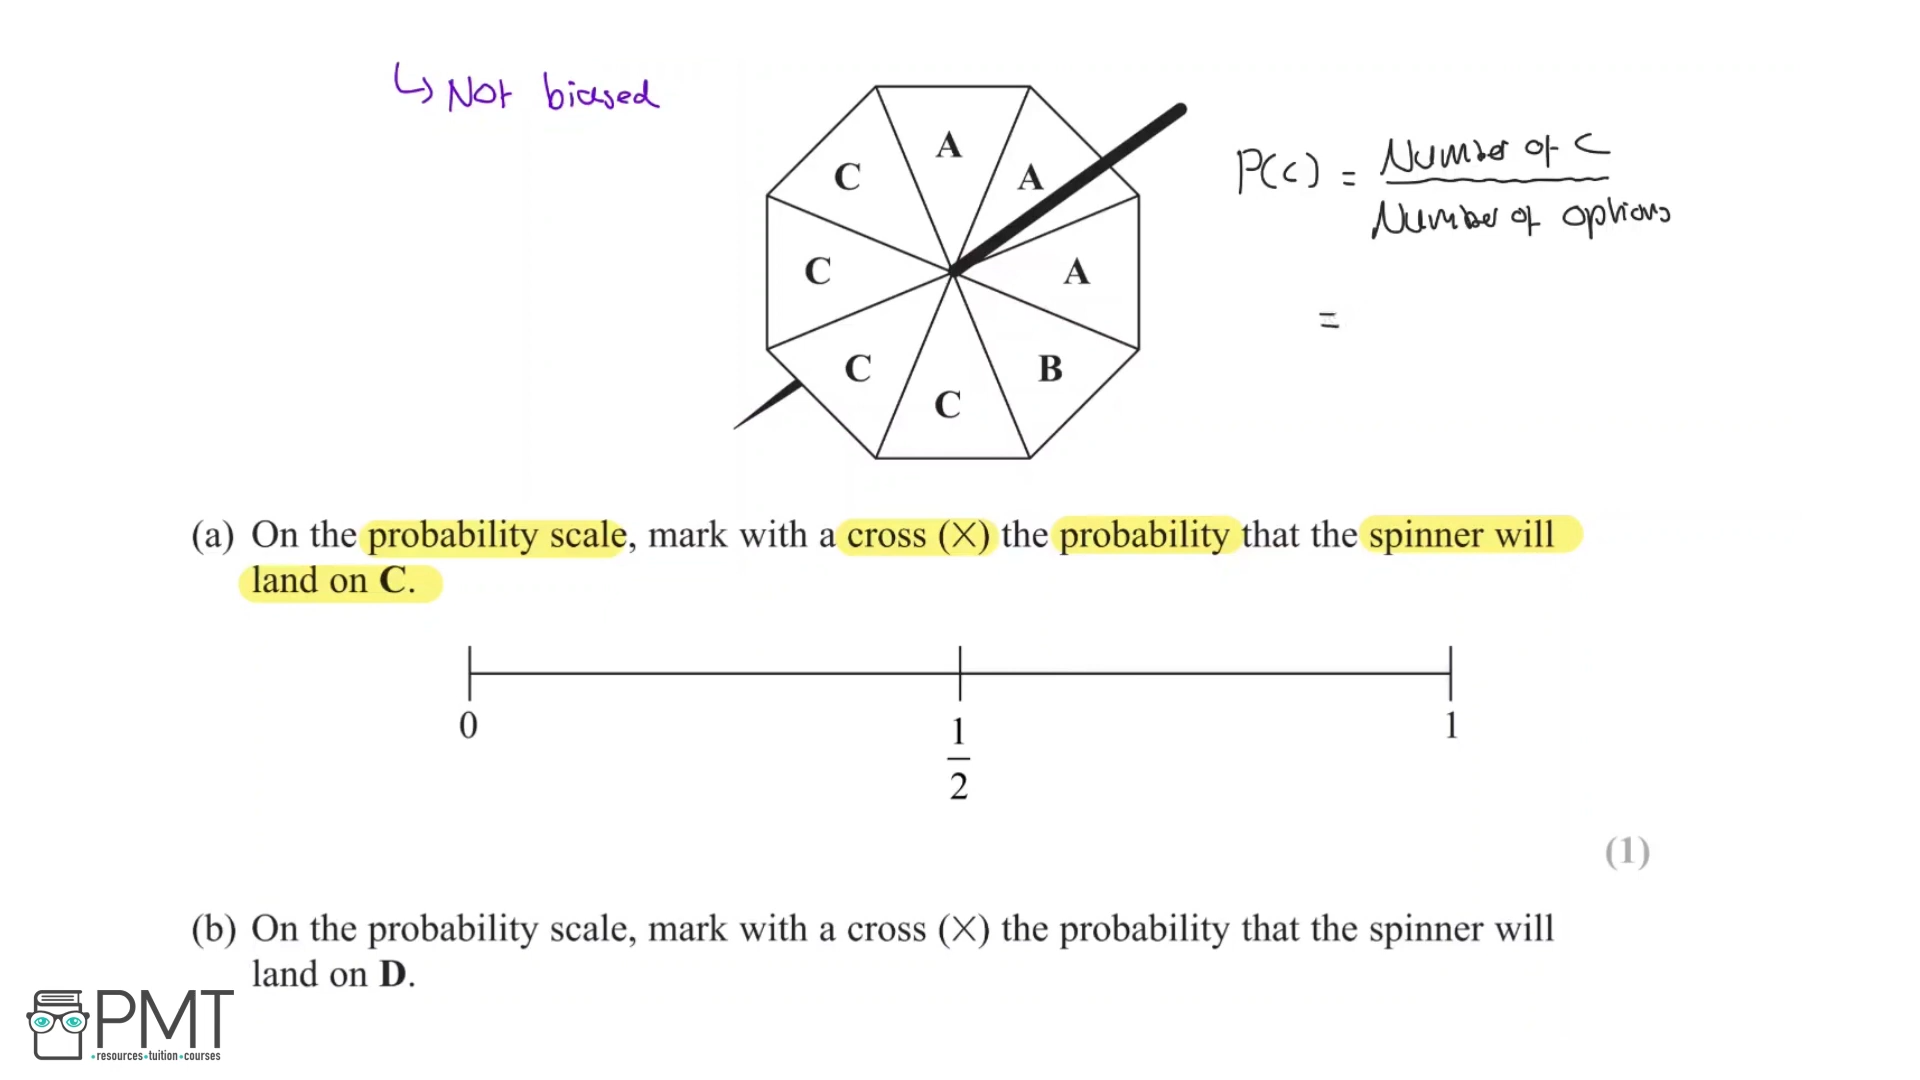 ↳ Not biased
A
C
A
P(C) = Number of C
Number of options
C
A
=
C
B
C
(a) On the probability scale, mark with a cross (×) the probability that the spinner will
land on C.
0
1
2
1
(1)
(b) On the probability scale, mark with a cross (×) the probability that the spinner will
land on D.
PMT
•resources•tuition•courses